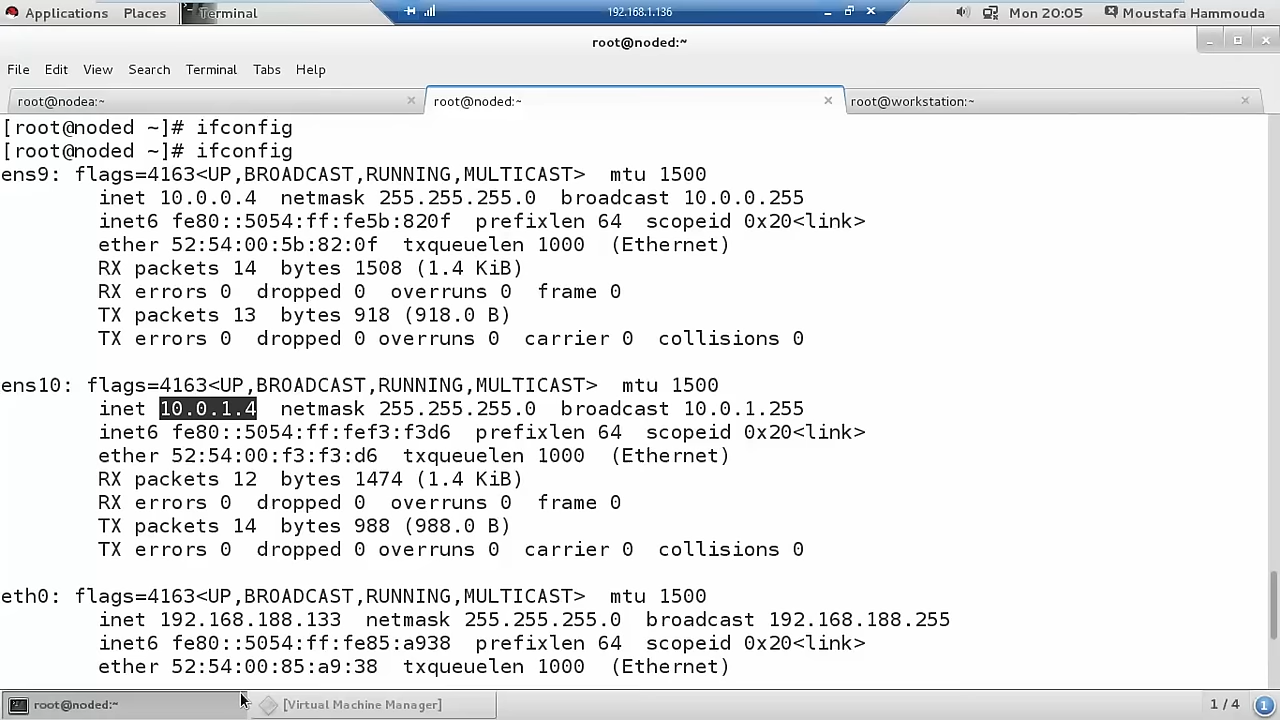 Applications Places Terminal 192.168.1.136 Mon 20:05 Moustafa Hammouda
root@noded:~
File Edit View Search Terminal Tabs Help
root@nodea:~ root@noded:~ root@workstation:~
[root@noded ~]# ifconfig
[root@noded ~]# ifconfig
ens9: flags=4163<UP,BROADCAST,RUNNING,MULTICAST>  mtu 1500
        inet 10.0.0.4  netmask 255.255.255.0  broadcast 10.0.0.255
        inet6 fe80::5054:ff:fe5b:820f  prefixlen 64  scopeid 0x20<link>
        ether 52:54:00:5b:82:0f  txqueuelen 1000  (Ethernet)
        RX packets 14  bytes 1508 (1.4 KiB)
        RX errors 0  dropped 0  overruns 0  frame 0
        TX packets 13  bytes 918 (918.0 B)
        TX errors 0  dropped 0 overruns 0  carrier 0  collisions 0
ens10: flags=4163<UP,BROADCAST,RUNNING,MULTICAST>  mtu 1500
        inet 10.0.1.4  netmask 255.255.255.0  broadcast 10.0.1.255
        inet6 fe80::5054:ff:fef3:f3d6  prefixlen 64  scopeid 0x20<link>
        ether 52:54:00:f3:f3:d6  txqueuelen 1000  (Ethernet)
        RX packets 12  bytes 1474 (1.4 KiB)
        RX errors 0  dropped 0  overruns 0  frame 0
        TX packets 14  bytes 988 (988.0 B)
        TX errors 0  dropped 0 overruns 0  carrier 0  collisions 0
eth0: flags=4163<UP,BROADCAST,RUNNING,MULTICAST>  mtu 1500
        inet 192.168.188.133  netmask 255.255.255.0  broadcast 192.168.188.255
        inet6 fe80::5054:ff:fe85:a938  prefixlen 64  scopeid 0x20<link>
        ether 52:54:00:85:a9:38  txqueuelen 1000  (Ethernet)
root@noded:~ [Virtual Machine Manager] 1 / 4 1